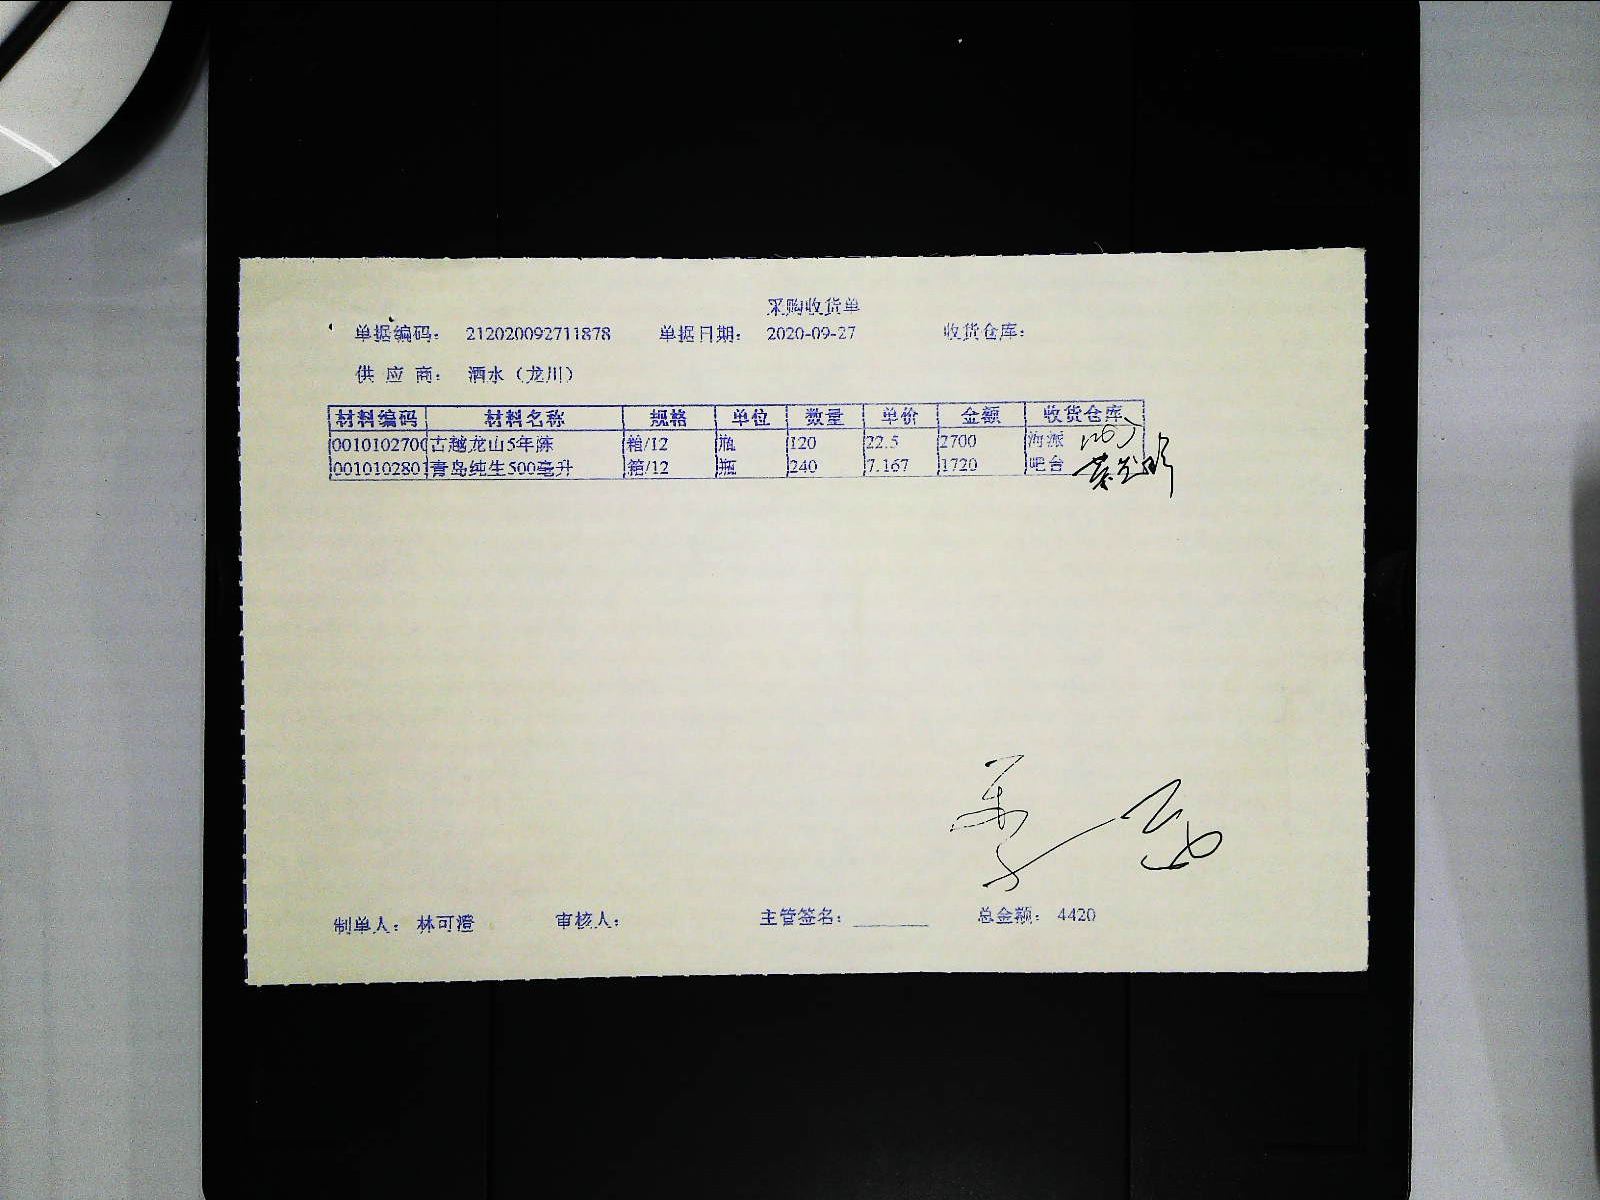 采购收货单
单据编码： 212020092711878 单据日期： 2020-09-27 收货仓库：
供 应 商： 酒水（龙川）
材料编码 材料名称 规格 单位 数量 单价 金额 收货仓库
0010102700 古越龙山5年陈 箱/12 瓶 120 22.5 2700 海派
0010102801 青岛纯生500毫升 箱/12 瓶 240 7.167 1720 吧台
制单人： 林可澄 审核人： 主管签名： 总金额： 4420